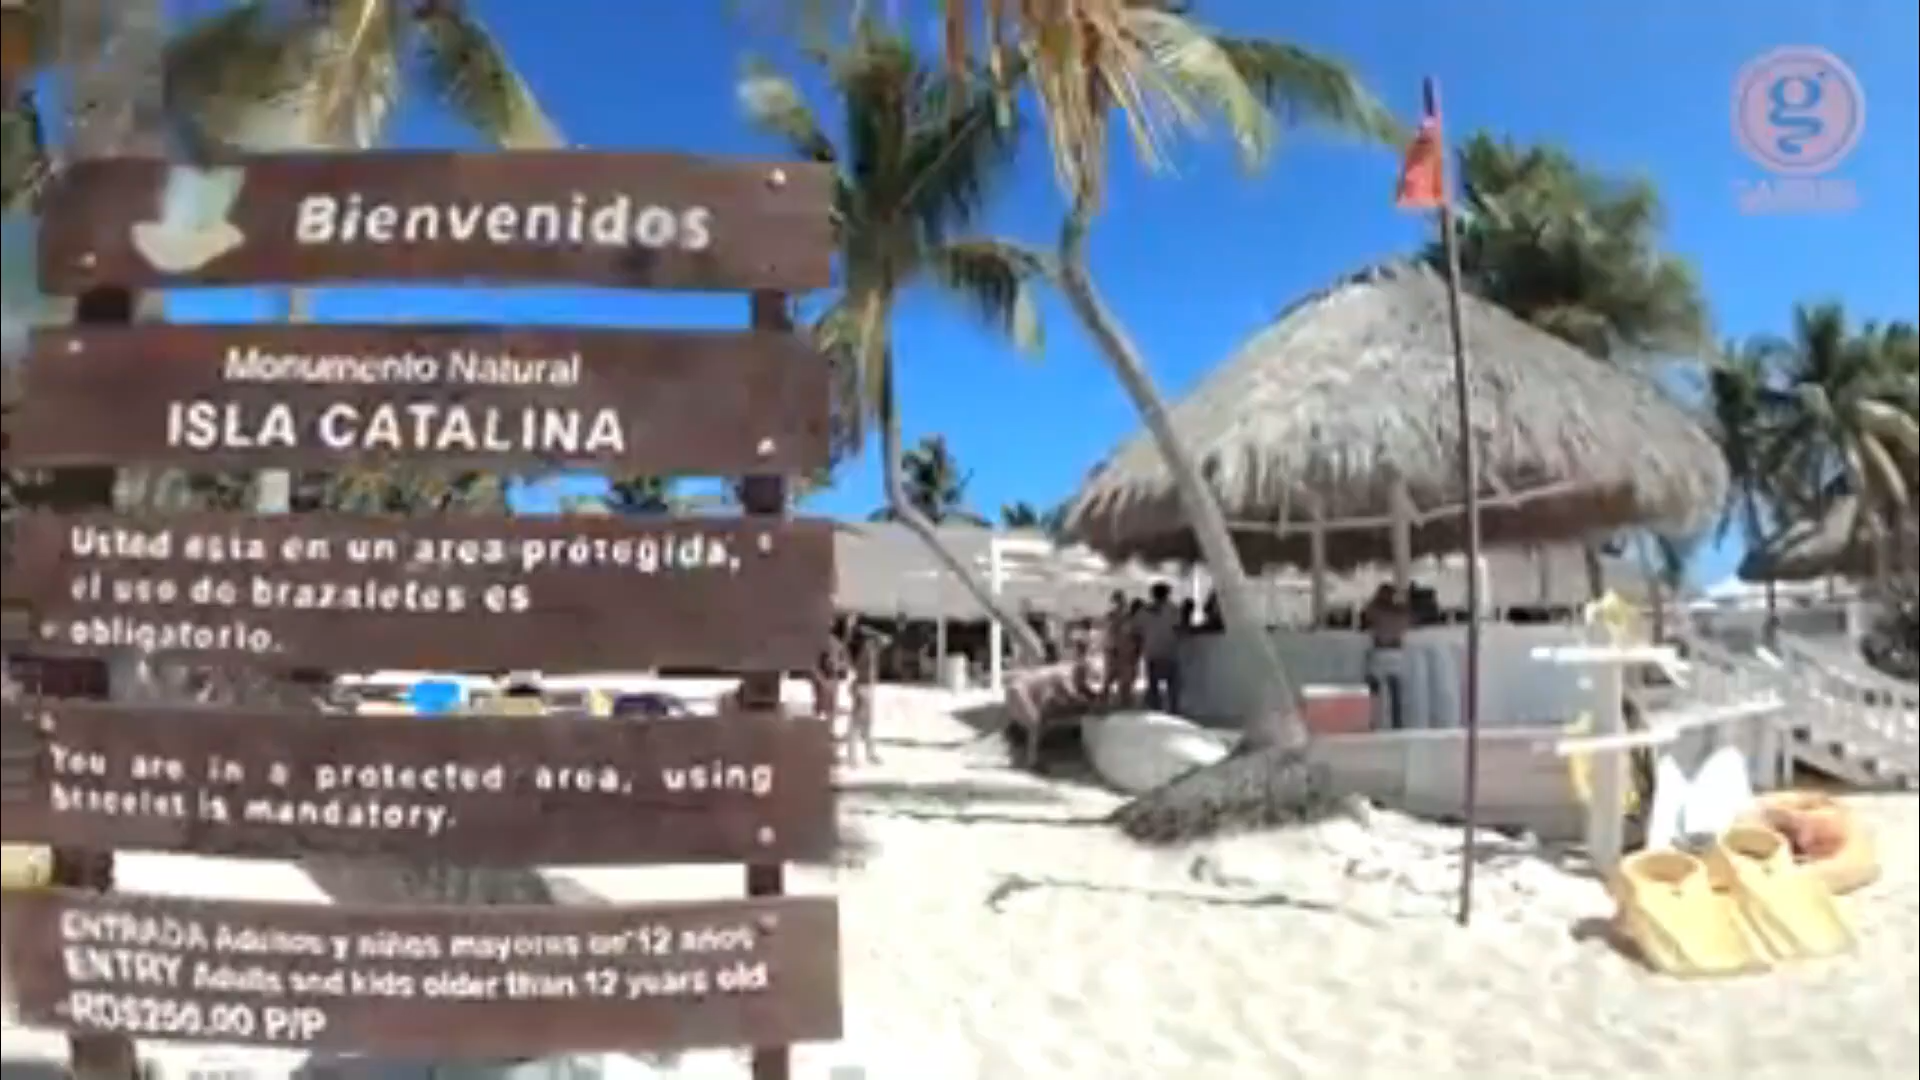 Bienvenidos
Monumento Natural
ISLA CATALINA
Usted esta en un area protegida,
el uso de brazaletes es
obligatorio.
You are in a protected area, using
bracelet is mandatory.
ENTRADA Adultos y niños mayores de 12 años
ENTRY Adults and kids older than 12 years old
RD$250.00 P/P
g